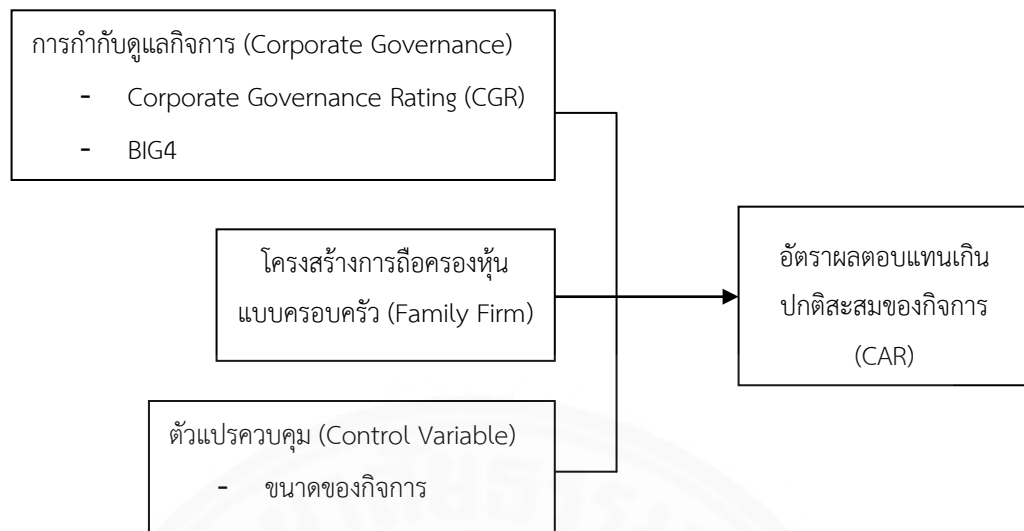 การกำกับดูแลกิจการ (Corporate Governance)
- Corporate Governance Rating (CGR)
- BIG4
โครงสร้างการถือครองหุ้น
แบบครอบครัว (Family Firm)
อัตราผลตอบแทนเกิน
ปกติสะสมของกิจการ
(CAR)
ตัวแปรควบคุม (Control Variable)
- ขนาดของกิจการ